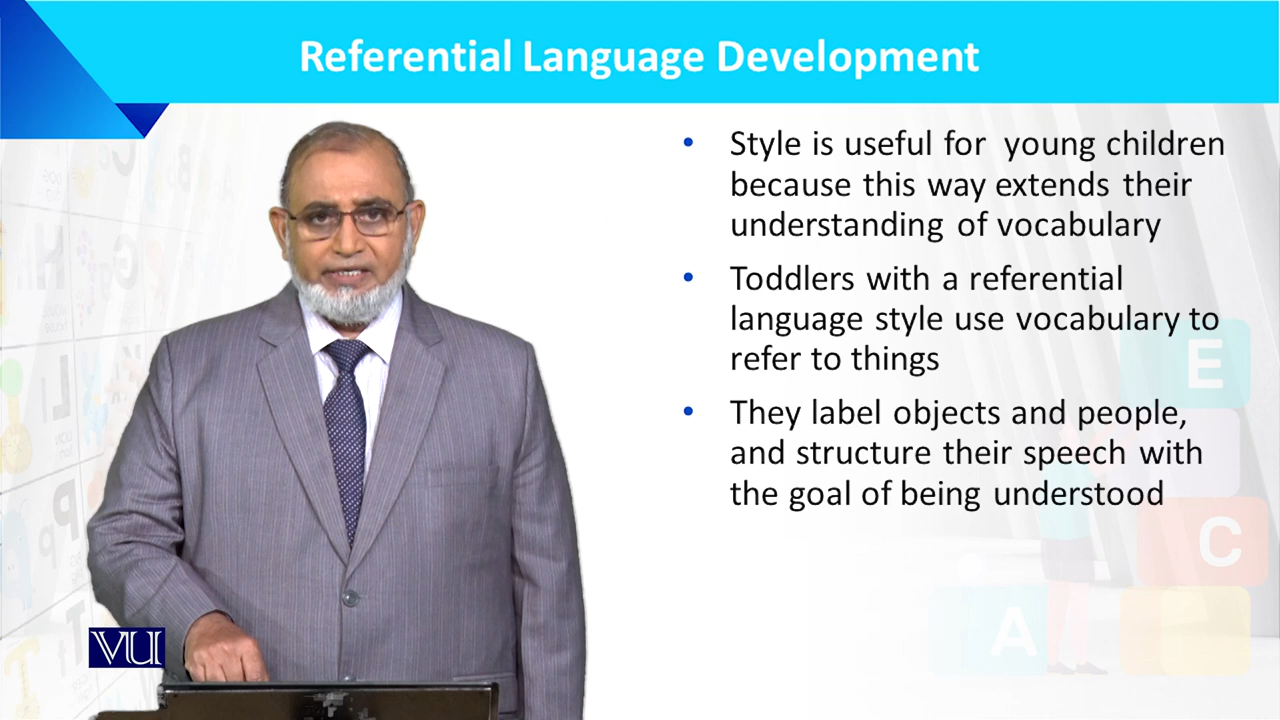 Referential Language Development
• Style is useful for young children
because this way extends their
understanding of vocabulary
• Toddlers with a referential
language style use vocabulary to
refer to things
• They label objects and people,
and structure their speech with
the goal of being understood
E
C
A
VU